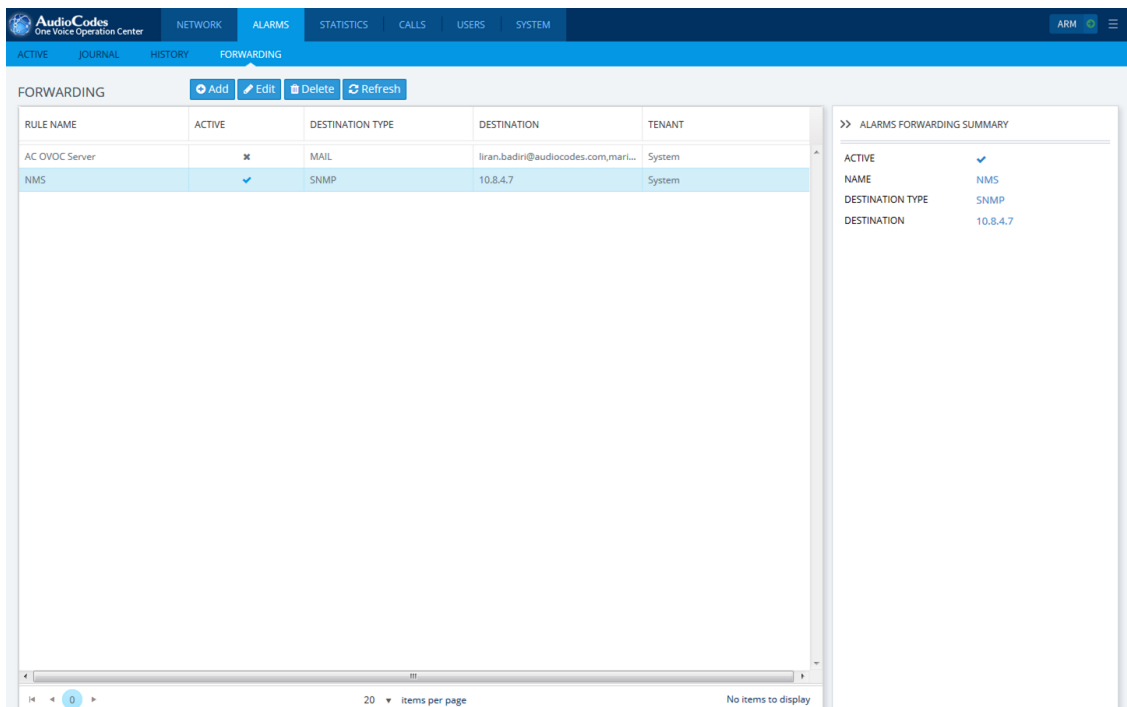 AudioCodes
One Voice Operation Center
NETWORK ALARMS STATISTICS CALLS USERS SYSTEM ARM
ACTIVE JOURNAL HISTORY FORWARDING
FORWARDING Add Edit Delete Refresh
RULE NAME ACTIVE DESTINATION TYPE DESTINATION TENANT
AC OVOC Server MAIL liran.badiri@audiocodes.com,mari... System
NMS SNMP 10.8.4.7 System
>> ALARMS FORWARDING SUMMARY
ACTIVE
NAME NMS
DESTINATION TYPE SNMP
DESTINATION 10.8.4.7
0 20 items per page No items to display